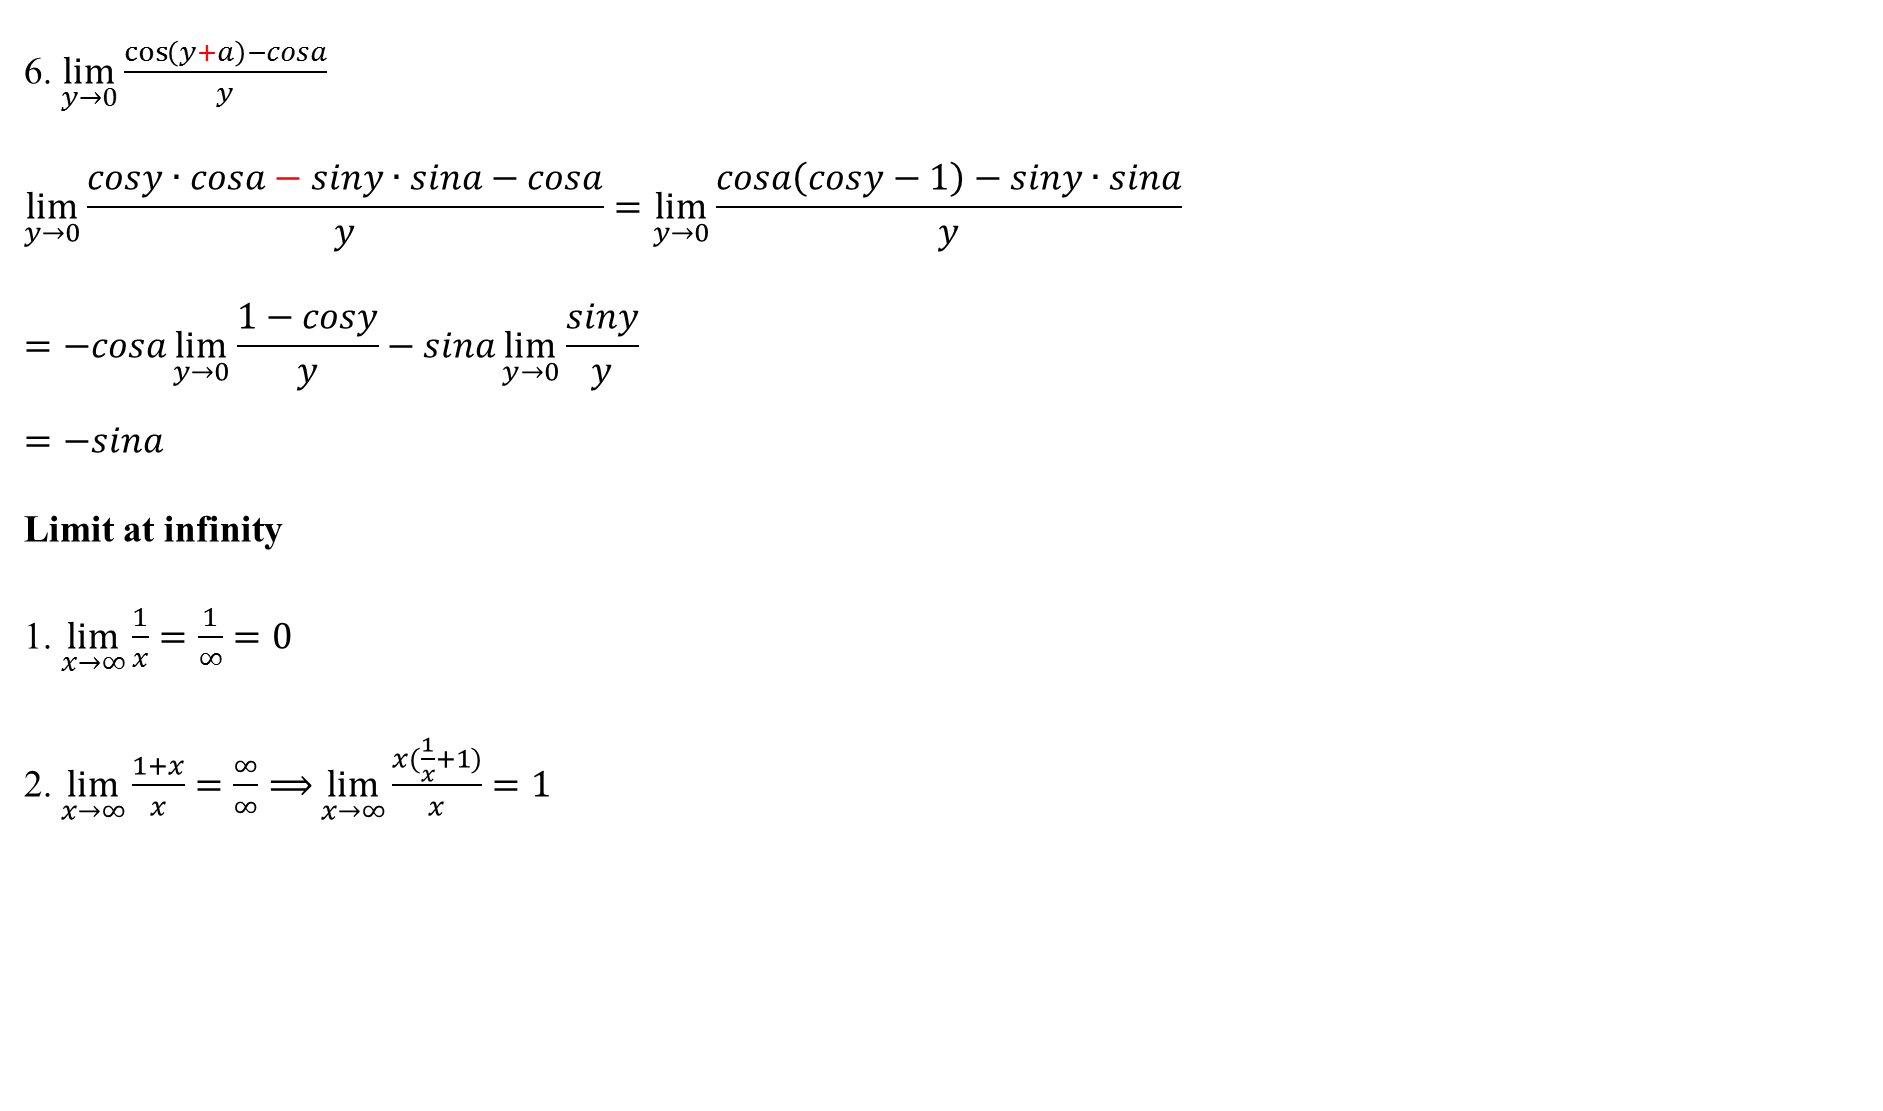 6. lim_{y→0} (cos(y+a)−cosa)/y
lim_{y→0} (cosy · cosa − siny · sina − cosa)/y = lim_{y→0} (cosa(cosy − 1) − siny · sina)/y
= −cosa lim_{y→0} (1 − cosy)/y − sina lim_{y→0} siny/y
= −sina
Limit at infinity
1. lim_{x→∞} 1/x = 1/∞ = 0
2. lim_{x→∞} (1+x)/x = ∞/∞ ⟹ lim_{x→∞} x(1/x+1)/x = 1